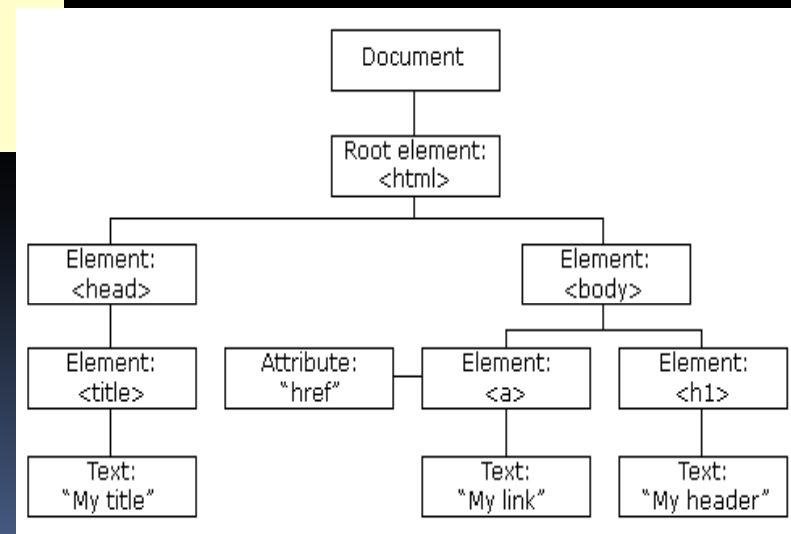 Document
Root element:
<html>
Element:
<head>
Element:
<body>
Element:
<title>
Attribute:
"href"
Element:
<a>
Element:
<h1>
Text:
"My title"
Text:
"My link"
Text:
"My header"